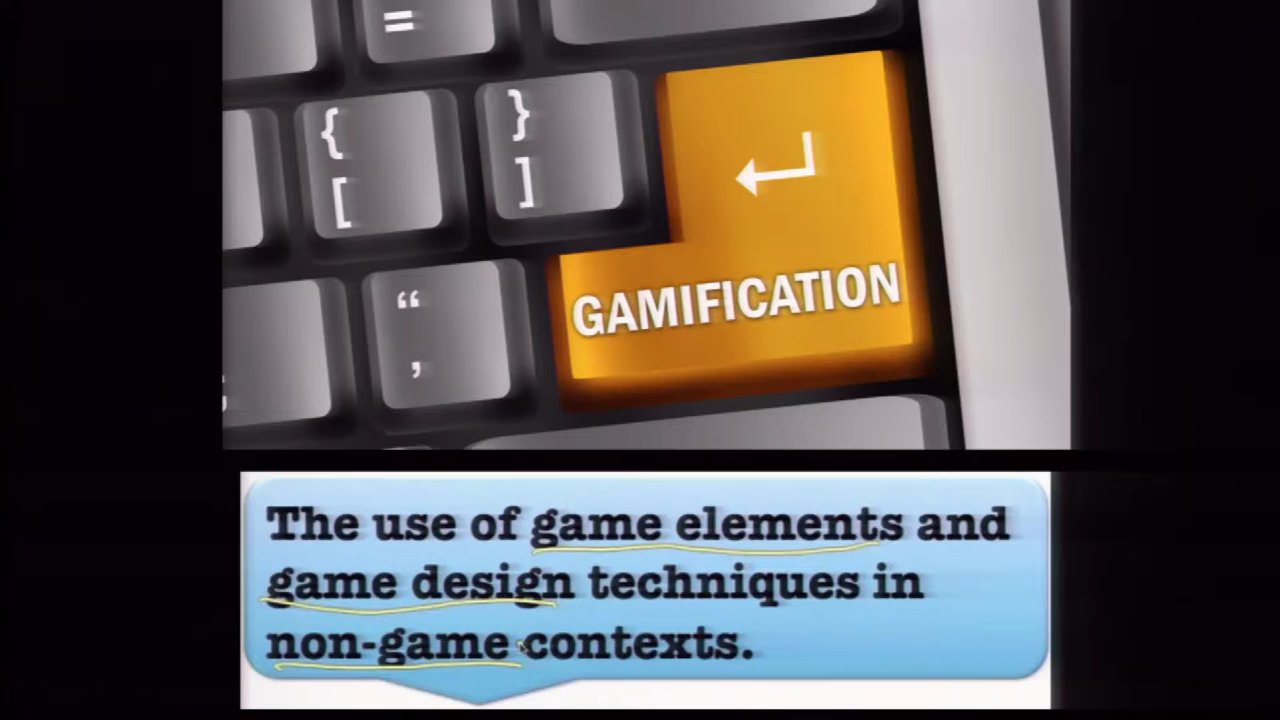 =
{
[
}
]
“
,
GAMIFICATION
The use of game elements and
game design techniques in
non-game contexts.